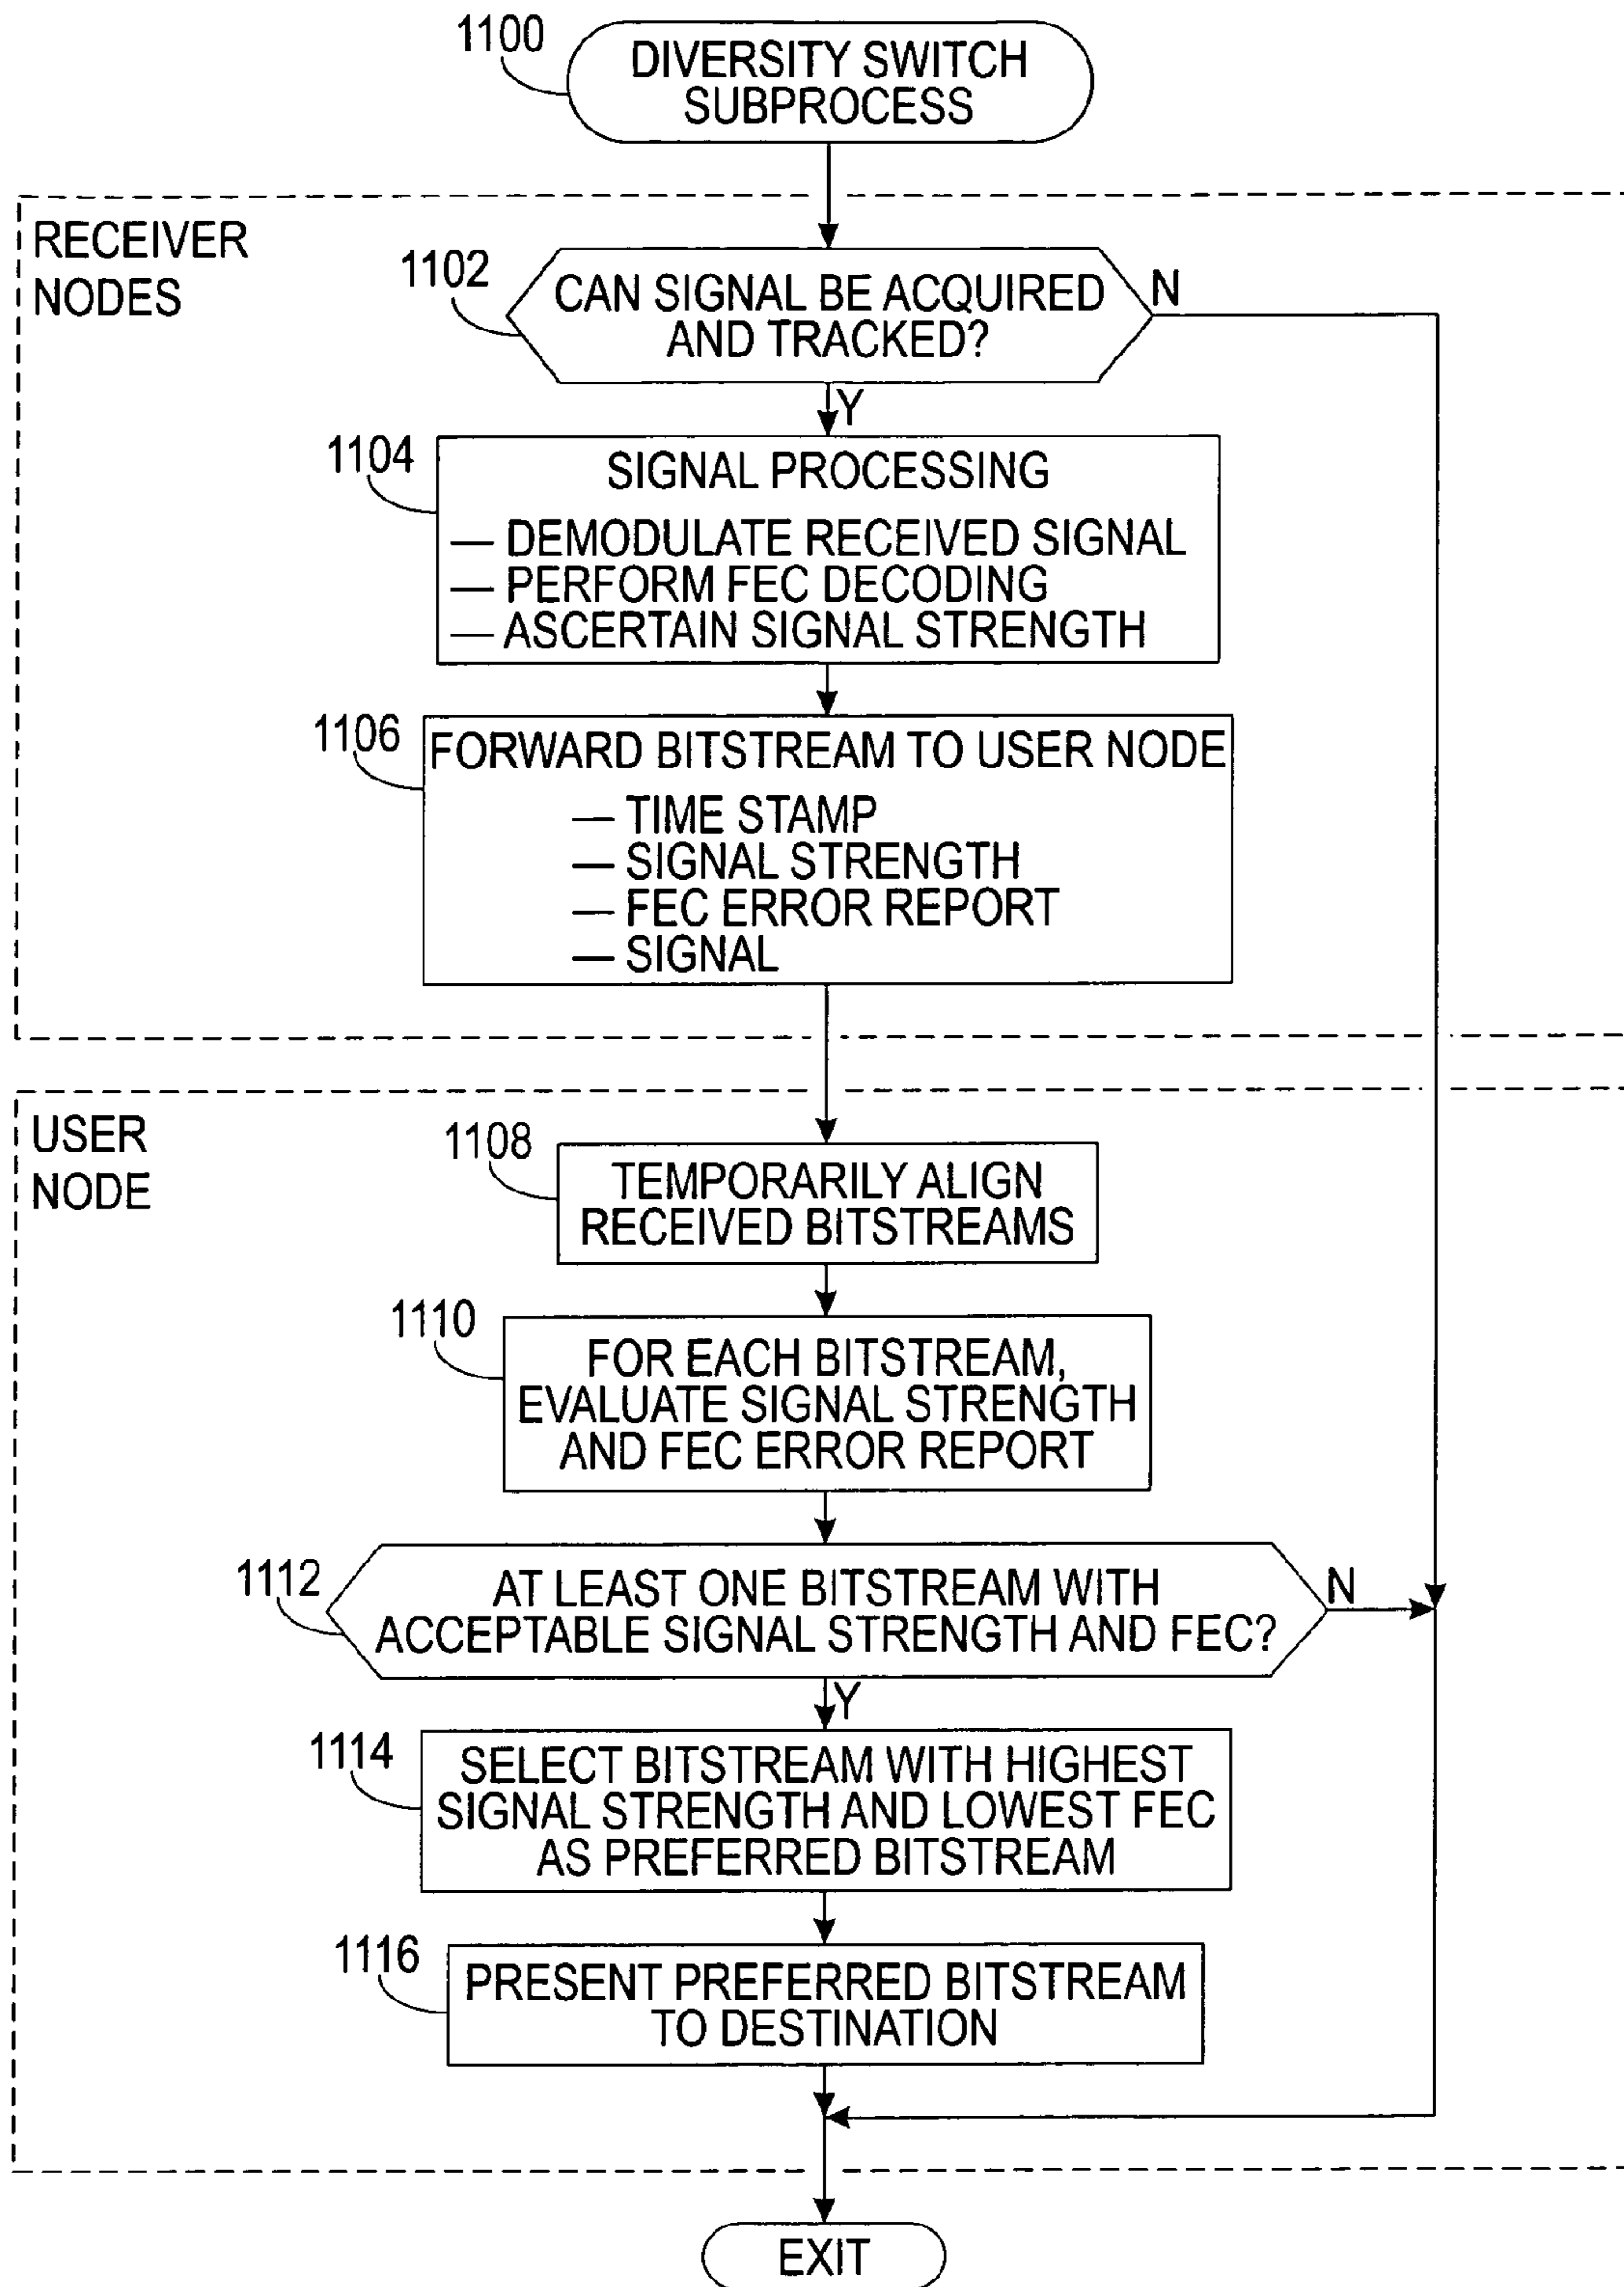 1100
DIVERSITY SWITCH
SUBPROCESS
RECEIVER
NODES
1102
CAN SIGNAL BE ACQUIRED
AND TRACKED?
N
Y
1104
SIGNAL PROCESSING
— DEMODULATE RECEIVED SIGNAL
— PERFORM FEC DECODING
— ASCERTAIN SIGNAL STRENGTH
1106
FORWARD BITSTREAM TO USER NODE
— TIME STAMP
— SIGNAL STRENGTH
— FEC ERROR REPORT
— SIGNAL
USER
NODE
1108
TEMPORARILY ALIGN
RECEIVED BITSTREAMS
1110
FOR EACH BITSTREAM,
EVALUATE SIGNAL STRENGTH
AND FEC ERROR REPORT
1112
AT LEAST ONE BITSTREAM WITH
ACCEPTABLE SIGNAL STRENGTH AND FEC?
N
Y
1114
SELECT BITSTREAM WITH HIGHEST
SIGNAL STRENGTH AND LOWEST FEC
AS PREFERRED BITSTREAM
1116
PRESENT PREFERRED BITSTREAM
TO DESTINATION
EXIT